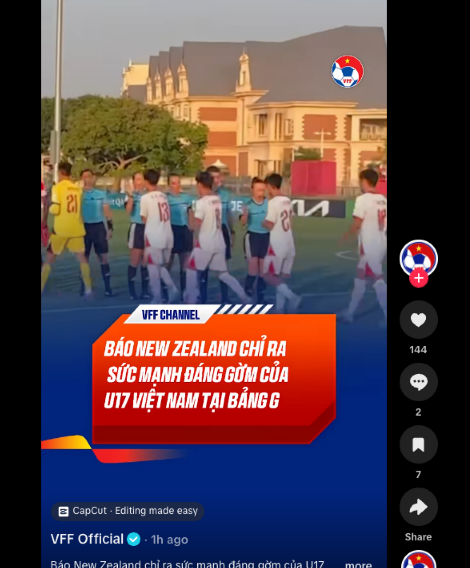 VFF
21
13
VFF CHANNEL
BÁO NEW ZEALAND CHỈ RA
SỨC MẠNH ĐÁNG GỜM CỦA
U17 VIỆT NAM TẠI BẢNG G
144
2
7
Share
CapCut · Editing made easy
VFF Official · 1h ago
Báo New Zealand chỉ ra sức mạnh đáng gờm của U17 more